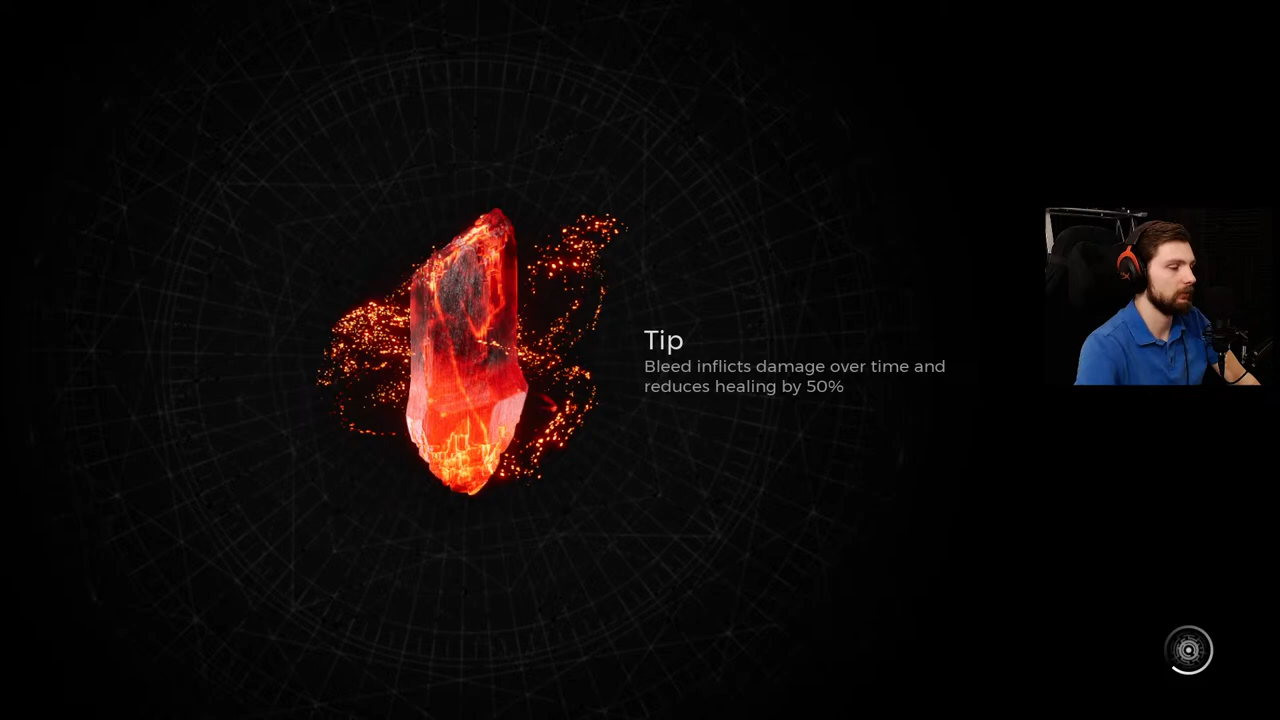 Tip
Bleed inflicts damage over time and
reduces healing by 50%